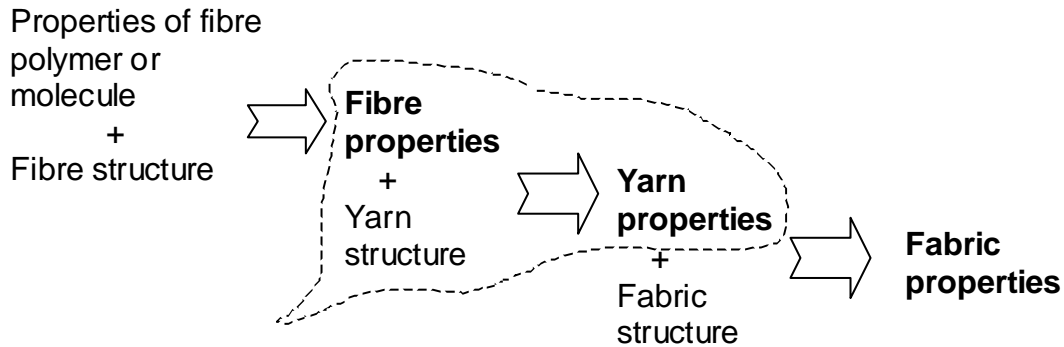 Properties of fibre
polymer or
molecule
+
Fibre structure
Fibre
properties
+
Yarn
structure
Yarn
properties
+
Fabric
structure
Fabric
properties